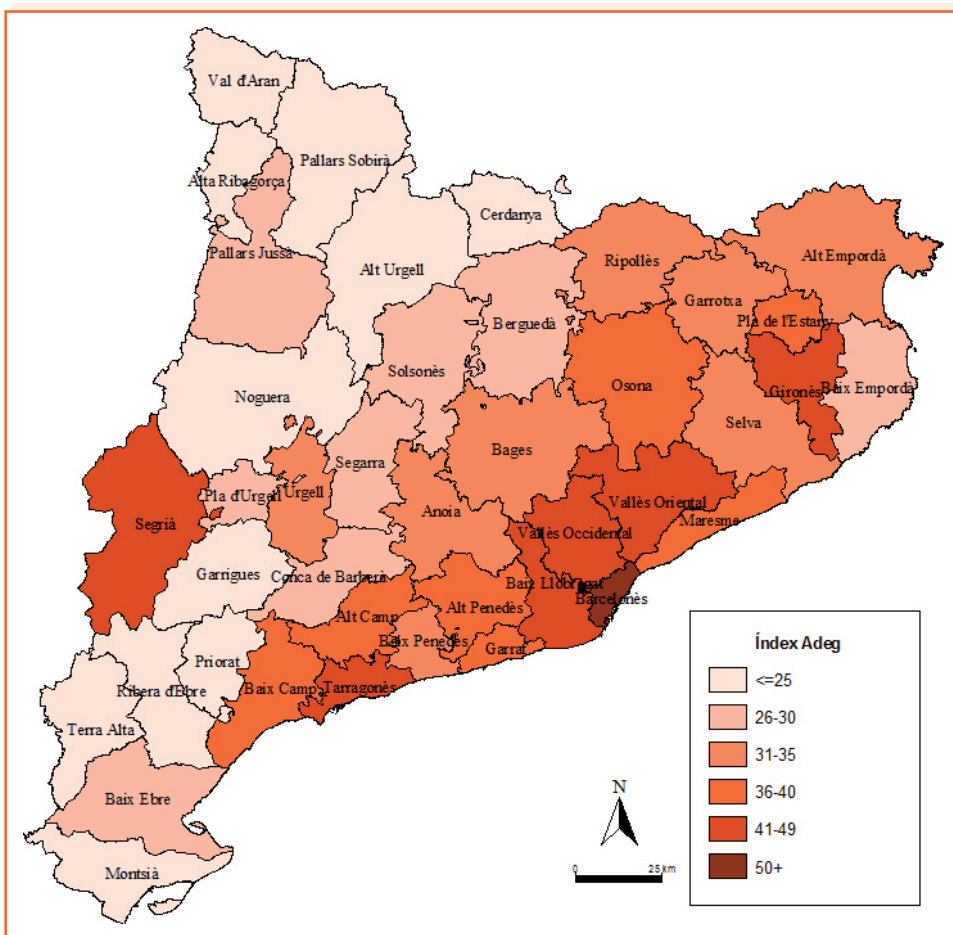 Val d'Aran
Pallars Sobirà
Alta Ribagorça
Cerdanya
Pallars Jussà
Alt Urgell
Ripollès
Alt Empordà
Garrotxa
Berguedà
Pla de l'Estany
Solsonès
Osona
Gironès
Baix Empordà
Noguera
Selva
Bages
Segarra
Pla d'Urgell
Urgell
Anoia
Vallès Oriental
Segrià
Maresme
Vallès Occidental
Garrigues
Conca de Barberà
Baix Llobregat
Barcelonès
Alt Camp
Alt Penedès
Baix Penedès
Garraf
Priorat
Ribera d'Ebre
Baix Camp
Tarragonès
Terra Alta
Baix Ebre
Montsià
N
0 25 km
Índex Adeg
<=25
26-30
31-35
36-40
41-49
50+